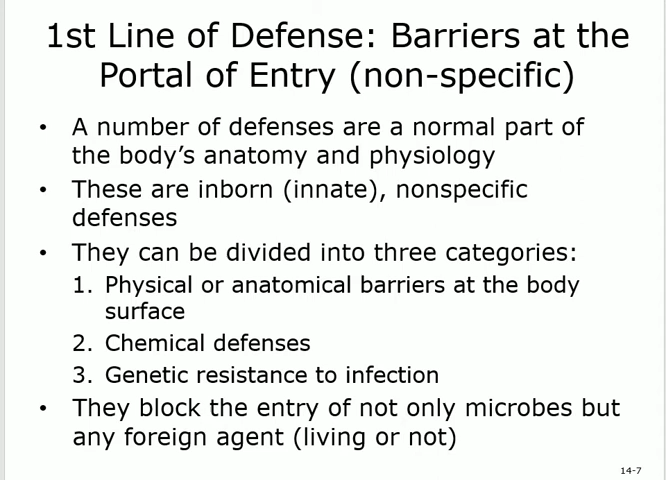 1st Line of Defense: Barriers at the
Portal of Entry (non-specific)
• A number of defenses are a normal part of
the body's anatomy and physiology
• These are inborn (innate), nonspecific
defenses
• They can be divided into three categories:
1. Physical or anatomical barriers at the body
surface
2. Chemical defenses
3. Genetic resistance to infection
• They block the entry of not only microbes but
any foreign agent (living or not)
14-7